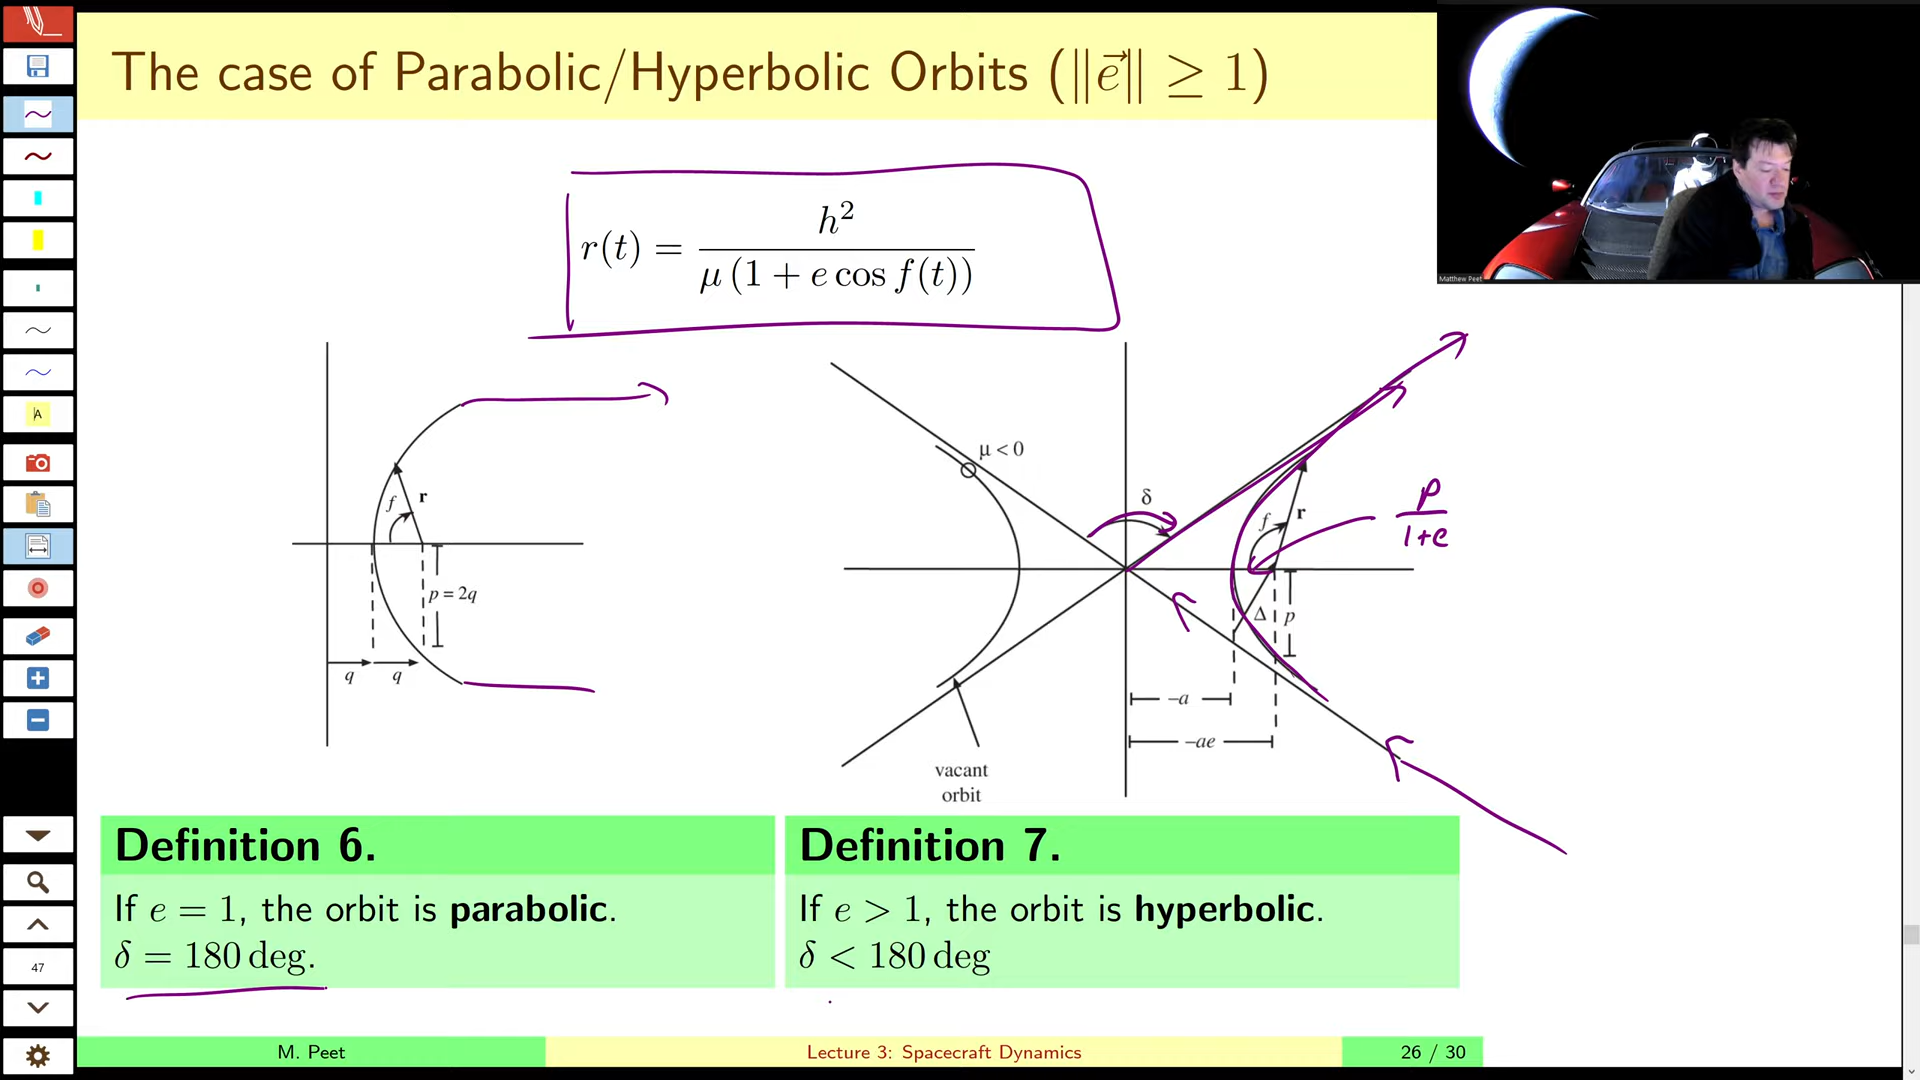 The case of Parabolic/Hyperbolic Orbits (‖e⃗‖ ≥ 1)
Matthew Peet
r(t) = h² / μ (1 + e cos f(t))
f
r
p = 2q
q
q
μ < 0
δ
f
r
p
1+e
Δ
p
–a
–ae
vacant
orbit
Definition 6.
If e = 1, the orbit is parabolic.
δ = 180 deg.
Definition 7.
If e > 1, the orbit is hyperbolic.
δ < 180 deg
A
47
M. Peet
Lecture 3: Spacecraft Dynamics
26 / 30